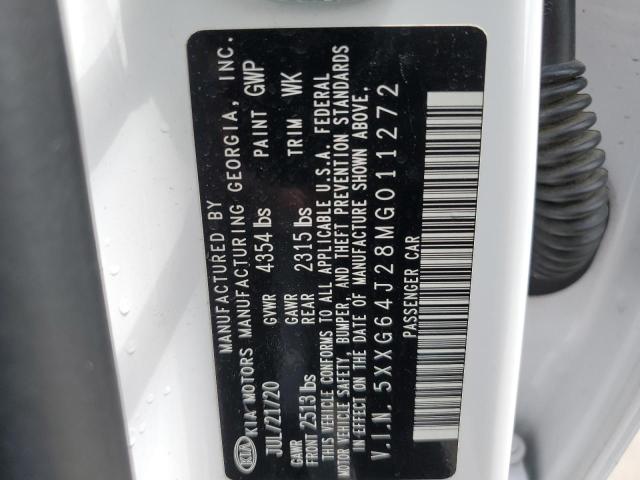 MANUFACTURED BY
KIA KIA MOTORS MANUFACTURING GEORGIA, INC.
JUL/21/20 GVWR 4354 lbs PAINT GWP
GAWR FRONT 2513 lbs GAWR REAR 2315 lbs TRIM WK
THIS VEHICLE CONFORMS TO ALL APPLICABLE U.S.A. FEDERAL
MOTOR VEHICLE SAFETY, BUMPER, AND THEFT PREVENTION STANDARDS
IN EFFECT ON THE DATE OF MANUFACTURE SHOWN ABOVE.
V.I.N. 5XXG64J28MG011272
PASSENGER CAR